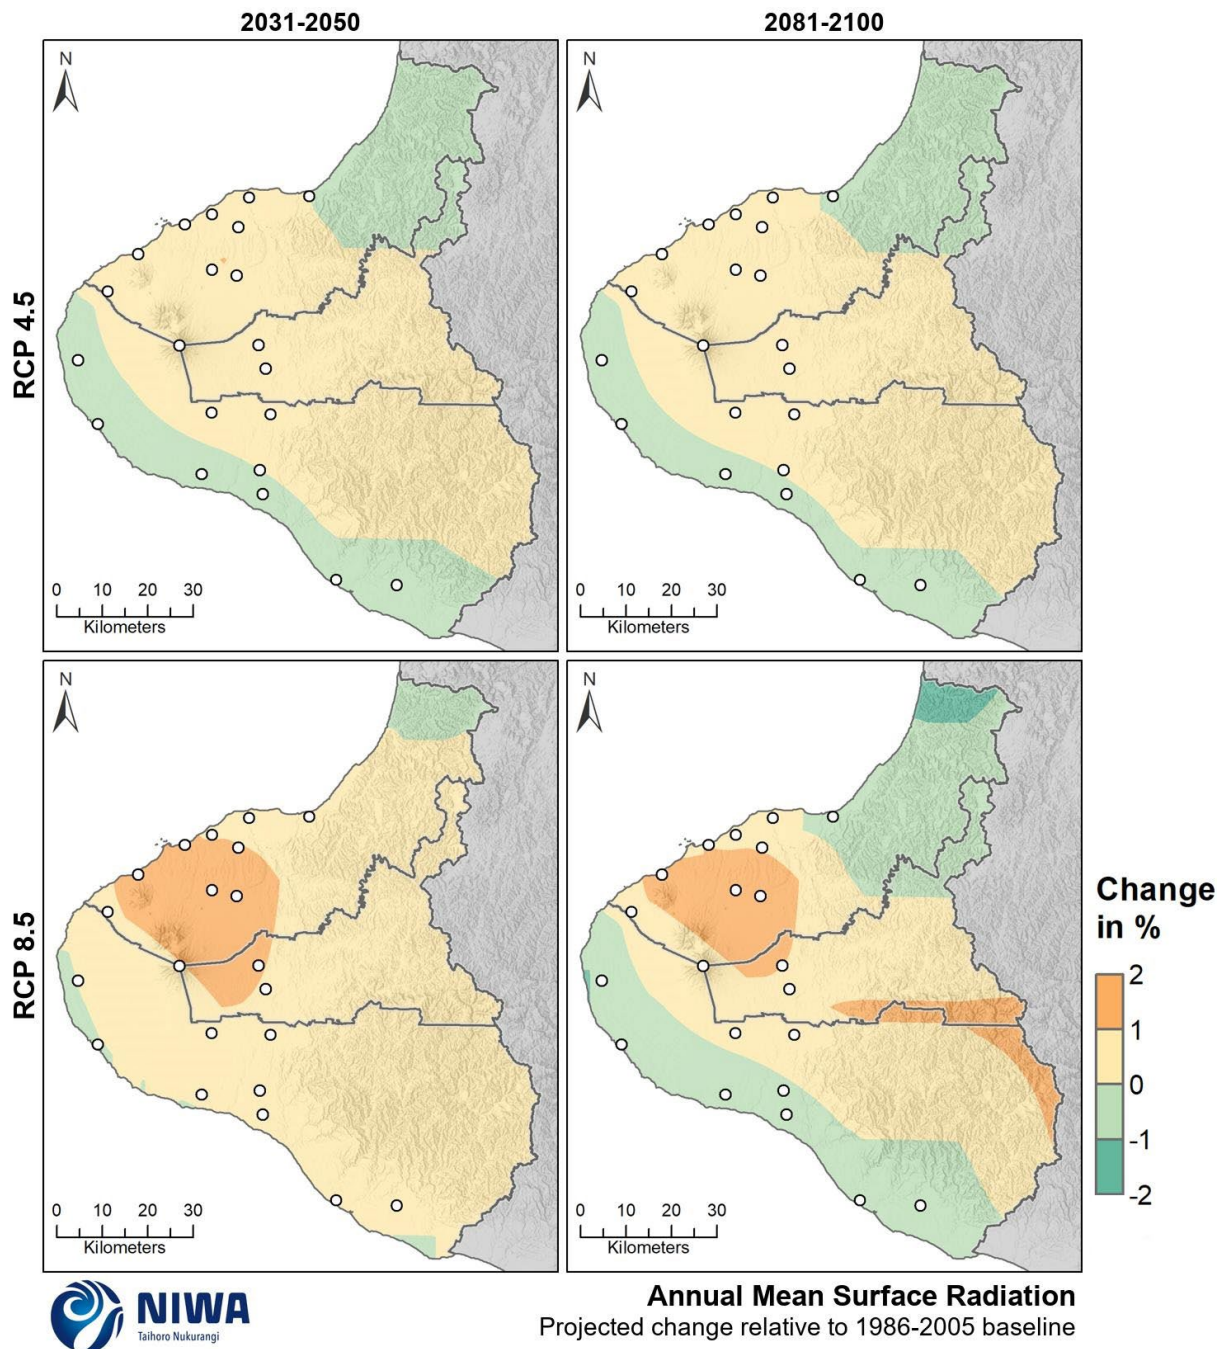 2031-2050
2081-2100
RCP 4.5
N
0 10 20 30
Kilometers
N
0 10 20 30
Kilometers
RCP 8.5
N
0 10 20 30
Kilometers
N
0 10 20 30
Kilometers
Change
in %
2
1
0
-1
-2
NIWA
Taihoro Nukurangi
Annual Mean Surface Radiation
Projected change relative to 1986-2005 baseline